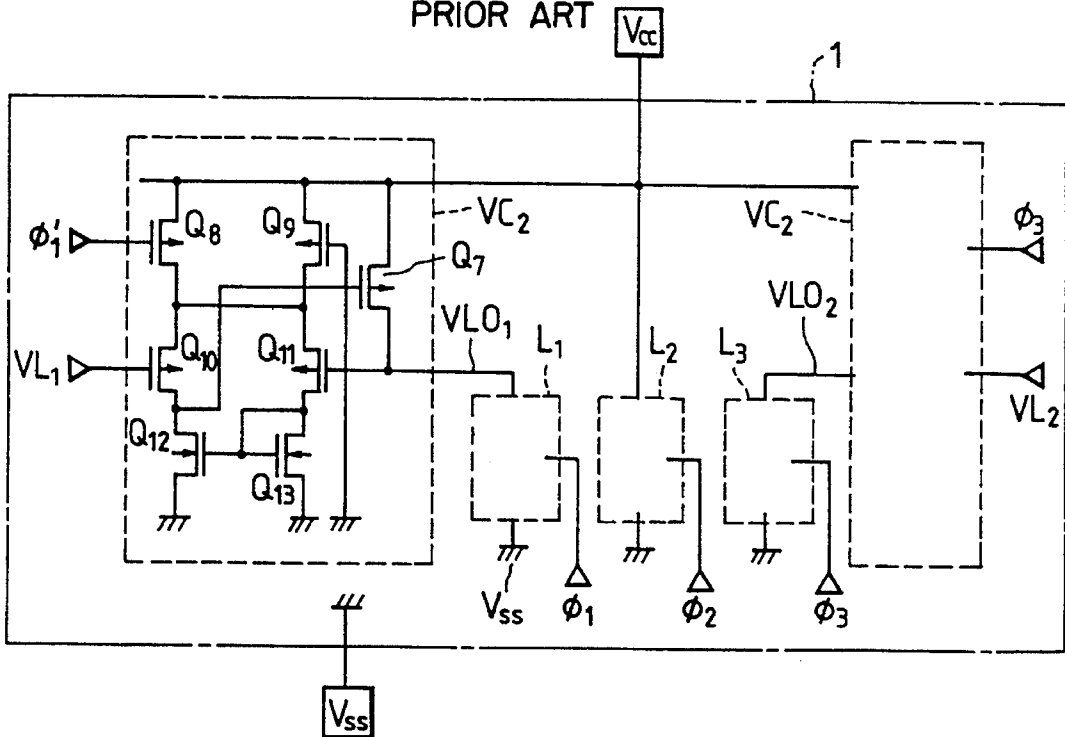 PRIOR ART
Vcc
1
VC₂
VC₂
Q₈
Q₉
Q₇
ϕ₁'
ϕ₃
VLO₁
VLO₂
VL₁
Q₁₀
Q₁₁
L₁
L₂
L₃
VL₂
Q₁₂
Q₁₃
Vss
ϕ₁
ϕ₂
ϕ₃
Vss